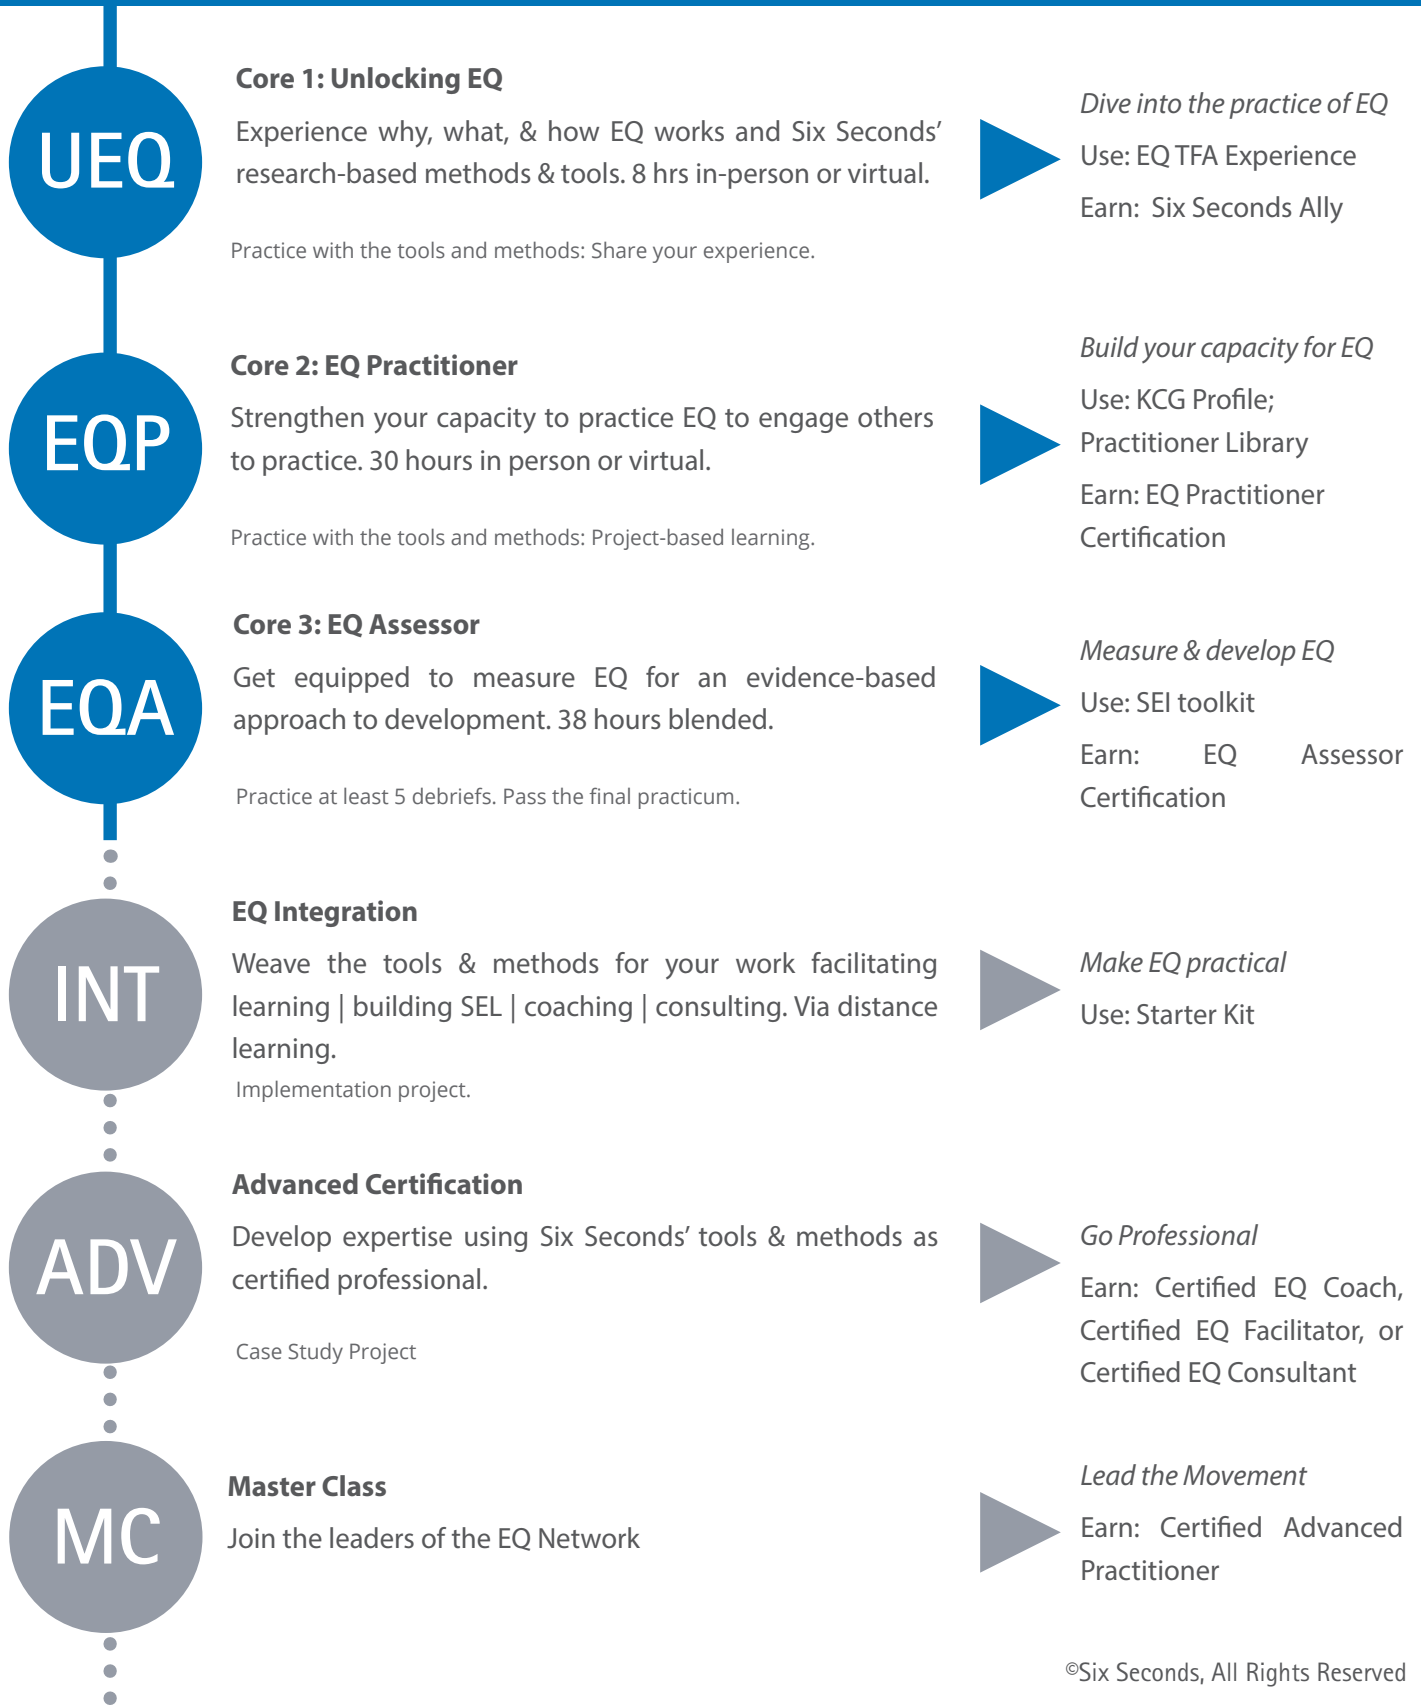 UEQ
Core 1: Unlocking EQ
Experience why, what, & how EQ works and Six Seconds’
research-based methods & tools. 8 hrs in-person or virtual.
Practice with the tools and methods: Share your experience.
Dive into the practice of EQ
Use: EQ TFA Experience
Earn: Six Seconds Ally
EQP
Core 2: EQ Practitioner
Strengthen your capacity to practice EQ to engage others
to practice. 30 hours in person or virtual.
Practice with the tools and methods: Project-based learning.
Build your capacity for EQ
Use: KCG Profile;
Practitioner Library
Earn: EQ Practitioner
Certification
EQA
Core 3: EQ Assessor
Get equipped to measure EQ for an evidence-based
approach to development. 38 hours blended.
Practice at least 5 debriefs. Pass the final practicum.
Measure & develop EQ
Use: SEI toolkit
Earn: EQ Assessor
Certification
INT
EQ Integration
Weave the tools & methods for your work facilitating
learning | building SEL | coaching | consulting. Via distance
learning.
Implementation project.
Make EQ practical
Use: Starter Kit
ADV
Advanced Certification
Develop expertise using Six Seconds’ tools & methods as
certified professional.
Case Study Project
Go Professional
Earn: Certified EQ Coach,
Certified EQ Facilitator, or
Certified EQ Consultant
MC
Master Class
Join the leaders of the EQ Network
Lead the Movement
Earn: Certified Advanced
Practitioner
©Six Seconds, All Rights Reserved